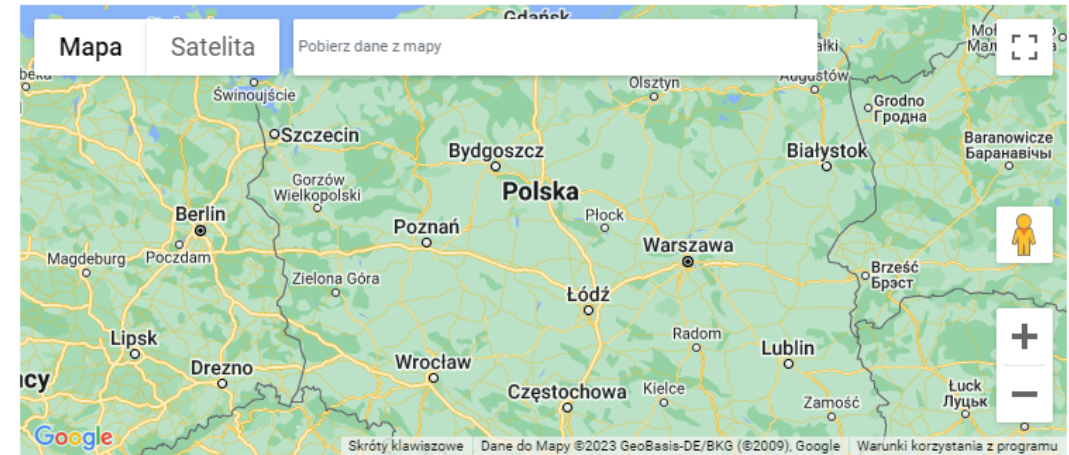 Mapa
Satelita
Pobierz dane z mapy
Gdańsk
Olsztyn
Augustów
Świnoujście
Grodno
Гродна
Szczecin
Baranowicze
Баранавічы
Bydgoszcz
Białystok
Gorzów
Wielkopolski
Polska
Berlin
Płock
Poznań
Warszawa
Magdeburg
Poczdam
Brześć
Брэст
Zielona Góra
Łódź
Radom
Lipsk
Lublin
Wrocław
Drezno
Częstochowa
Kielce
Łuck
Луцьк
Zamość
Google
Skróty klawiszowe
Dane do Mapy ©2023 GeoBasis-DE/BKG (©2009), Google
Warunki korzystania z programu